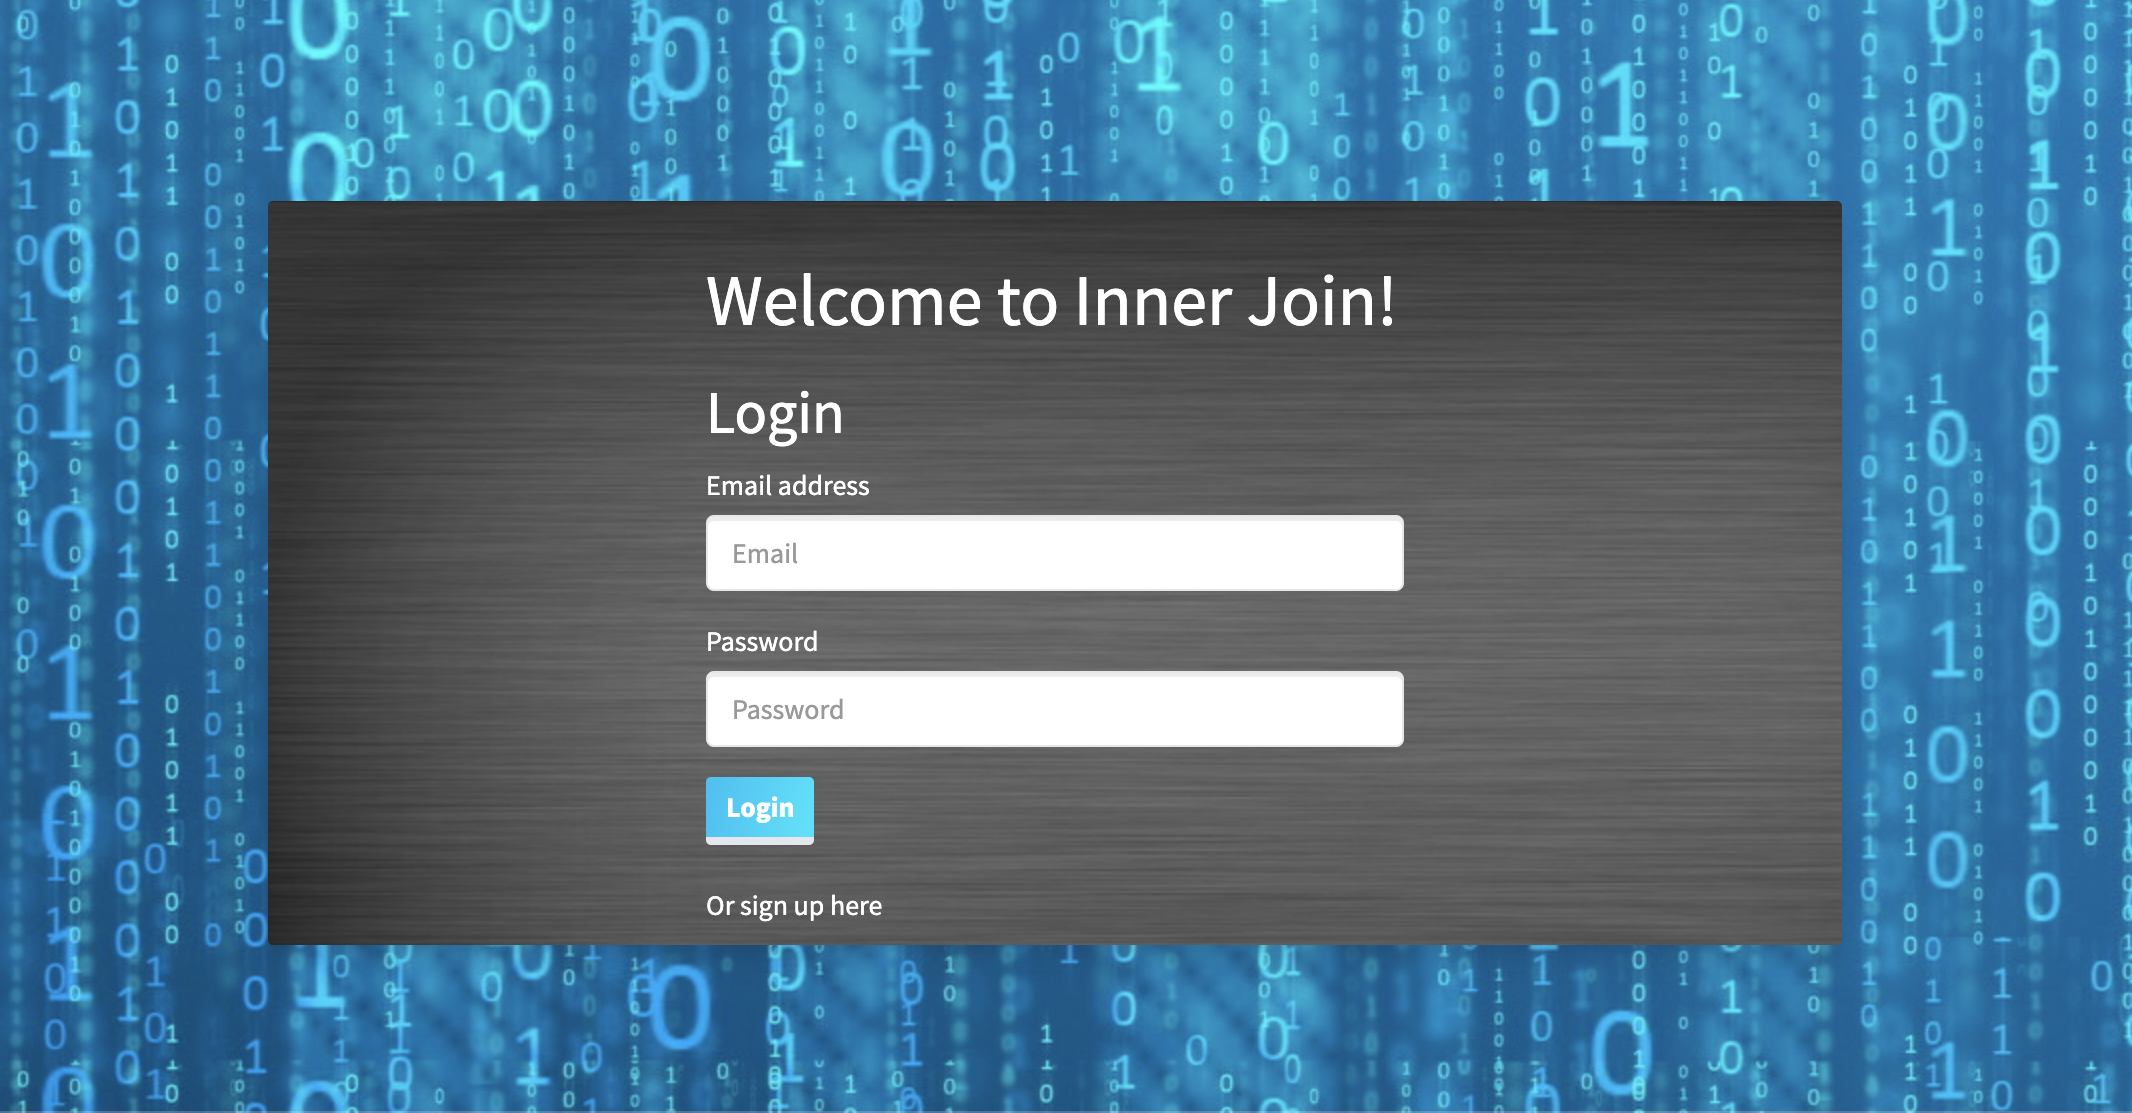 Welcome to Inner Join!
Login
Email address
Email
Password
Password
Login
Or sign up here